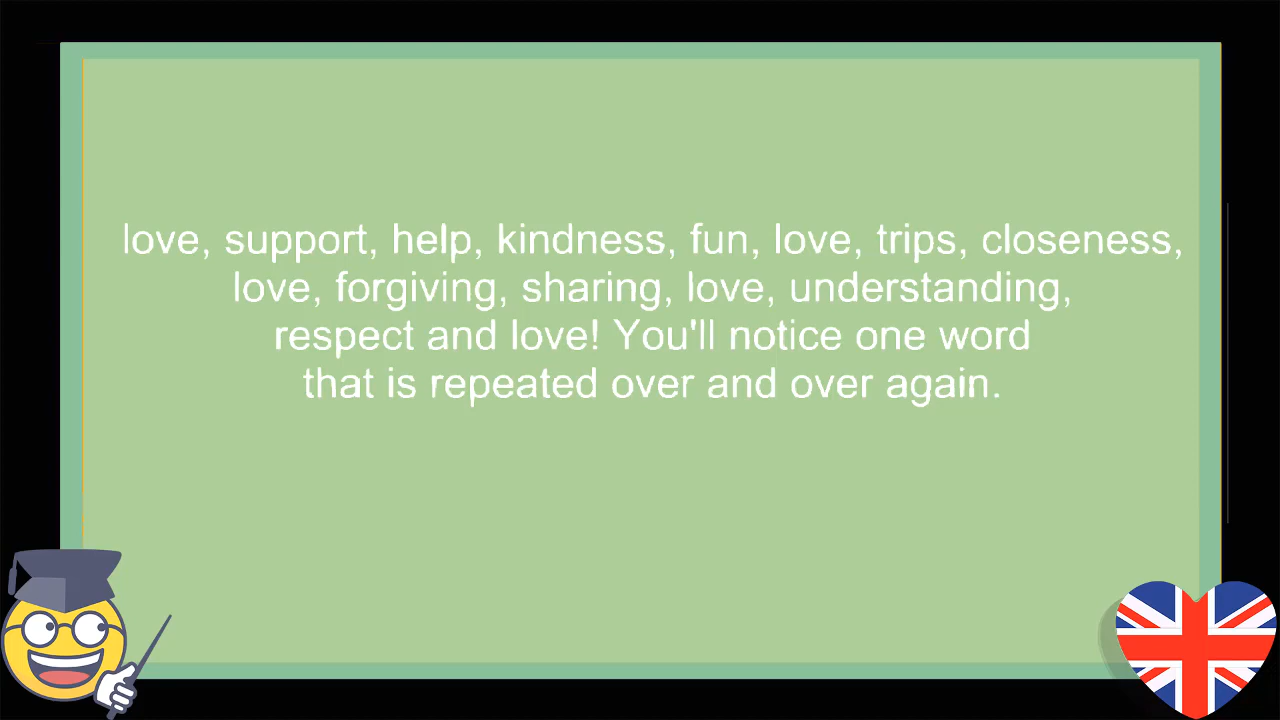 love, support, help, kindness, fun, love, trips, closeness,
love, forgiving, sharing, love, understanding,
respect and love! You'll notice one word
that is repeated over and over again.